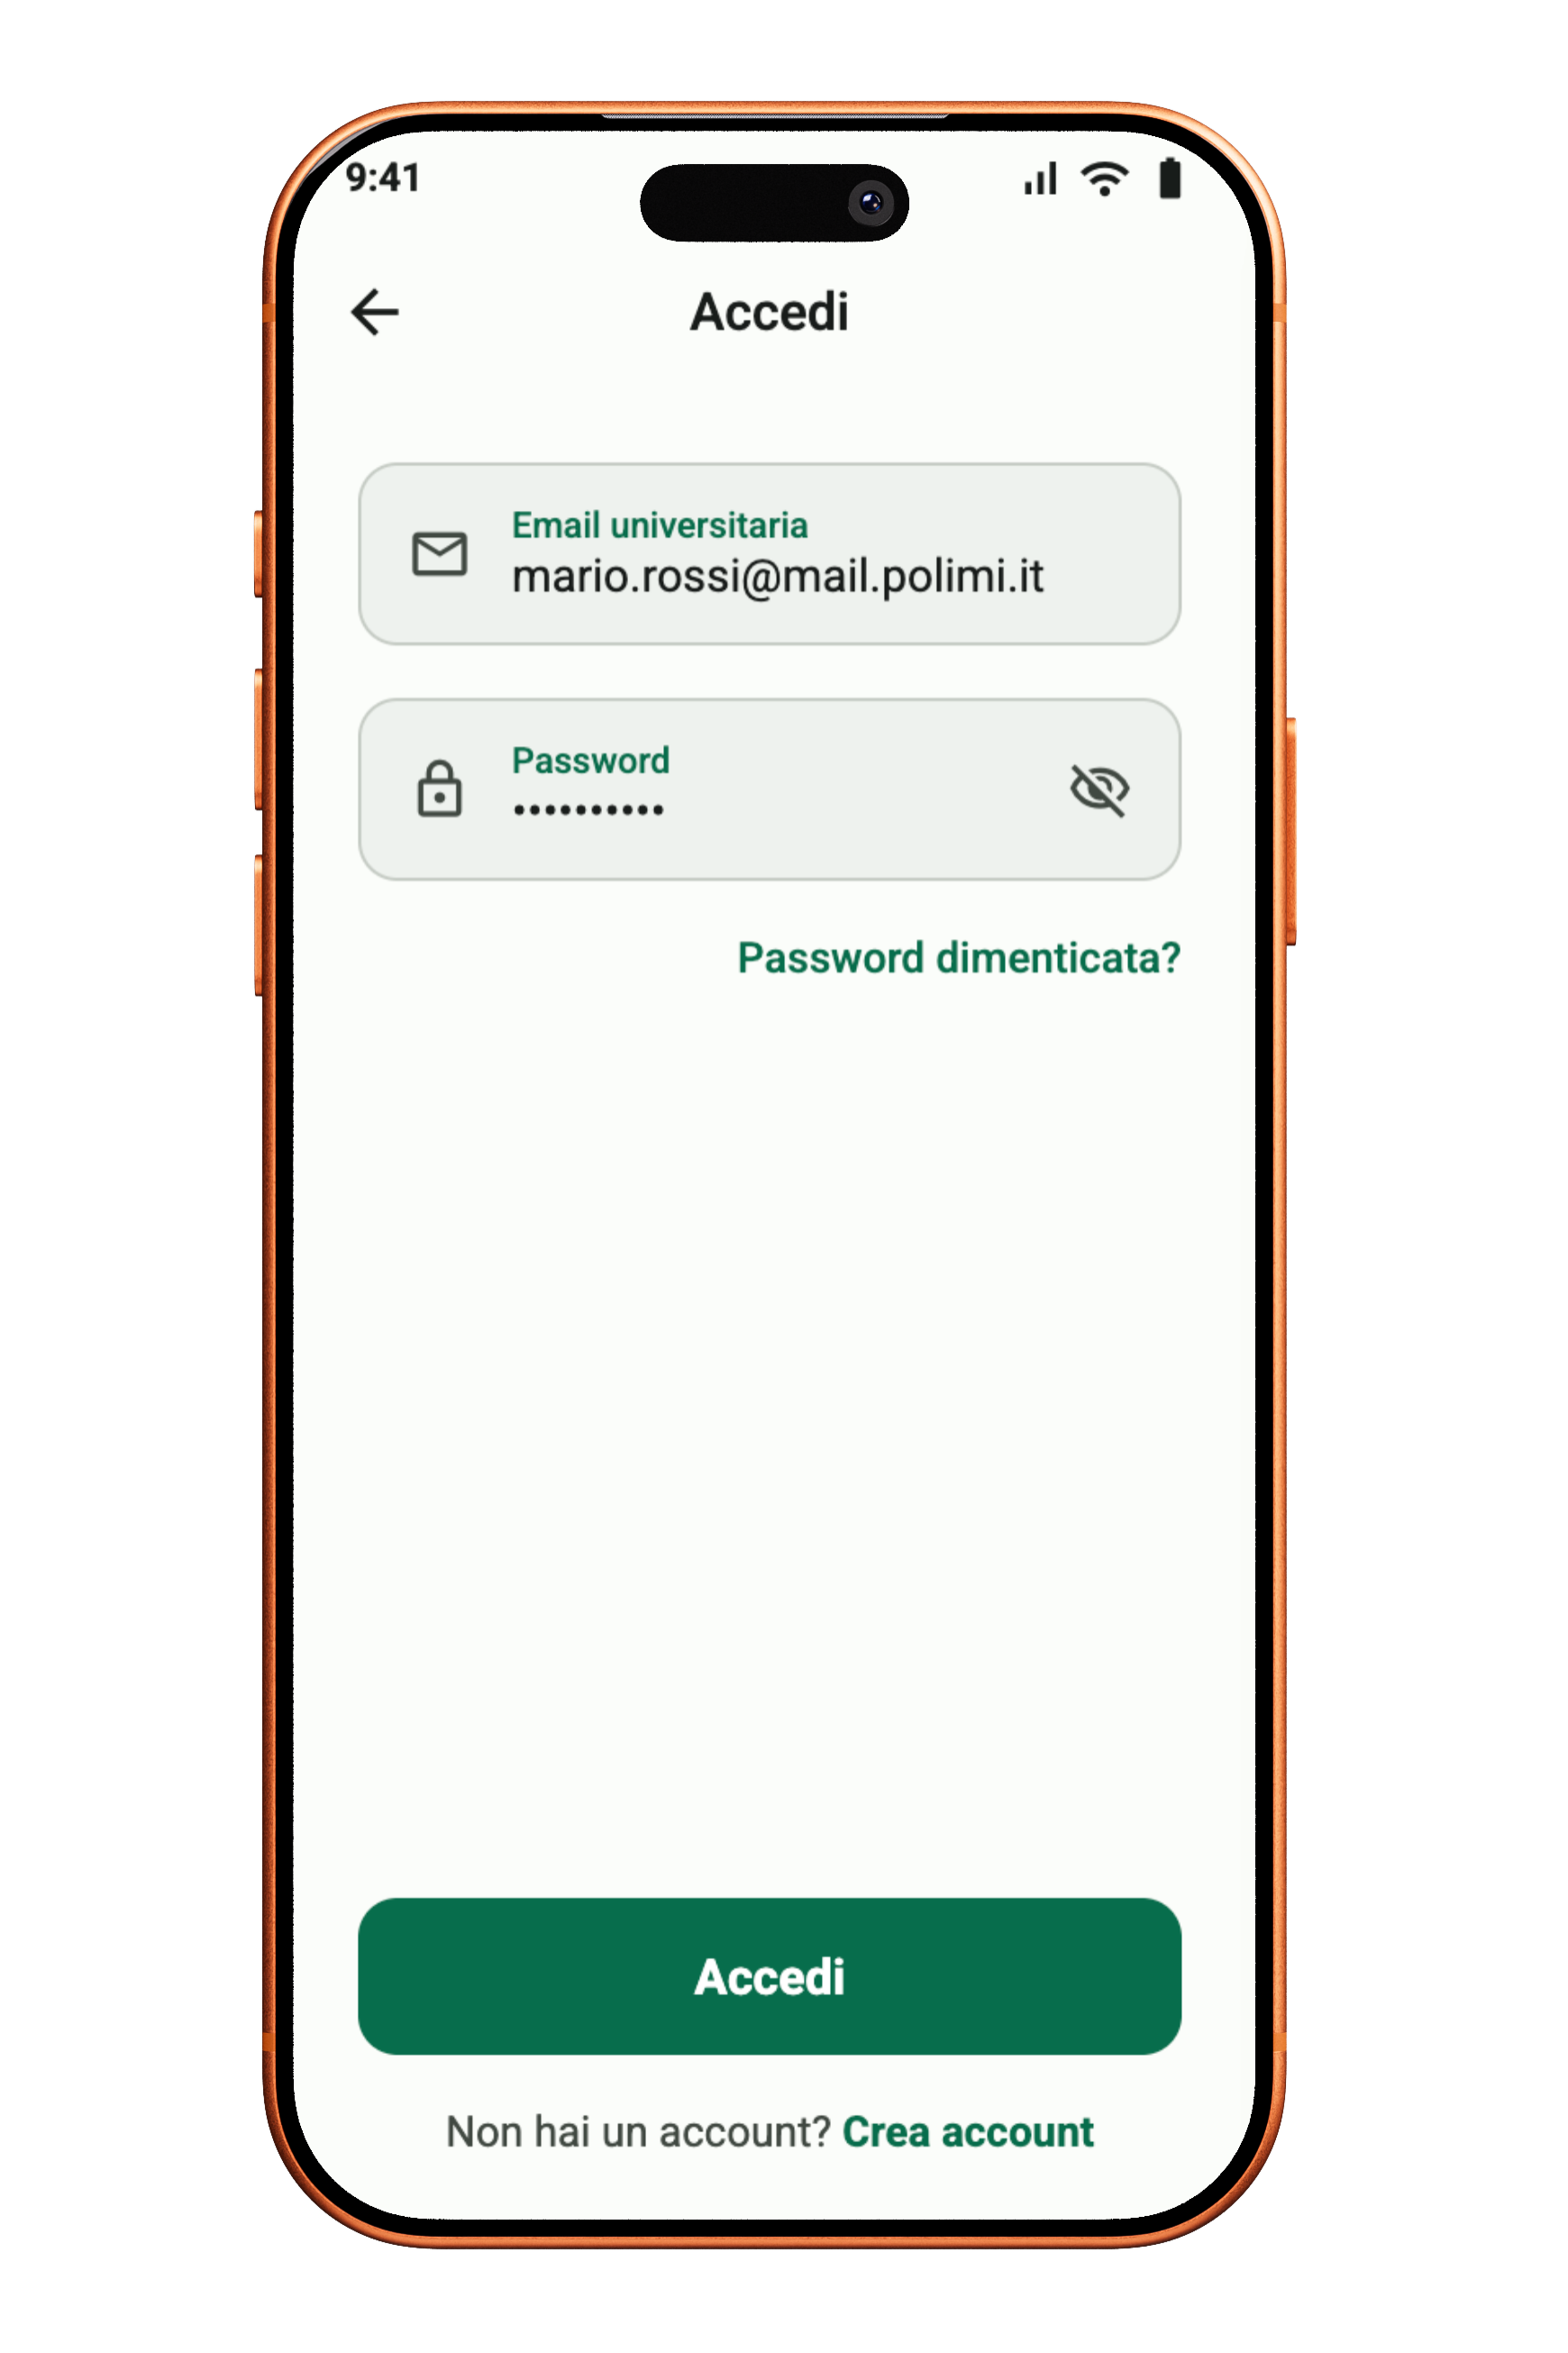 9:41
Accedi
Email universitaria
mario.rossi@mail.polimi.it
Password
••••••••••
Password dimenticata?
Accedi
Non hai un account? Crea account